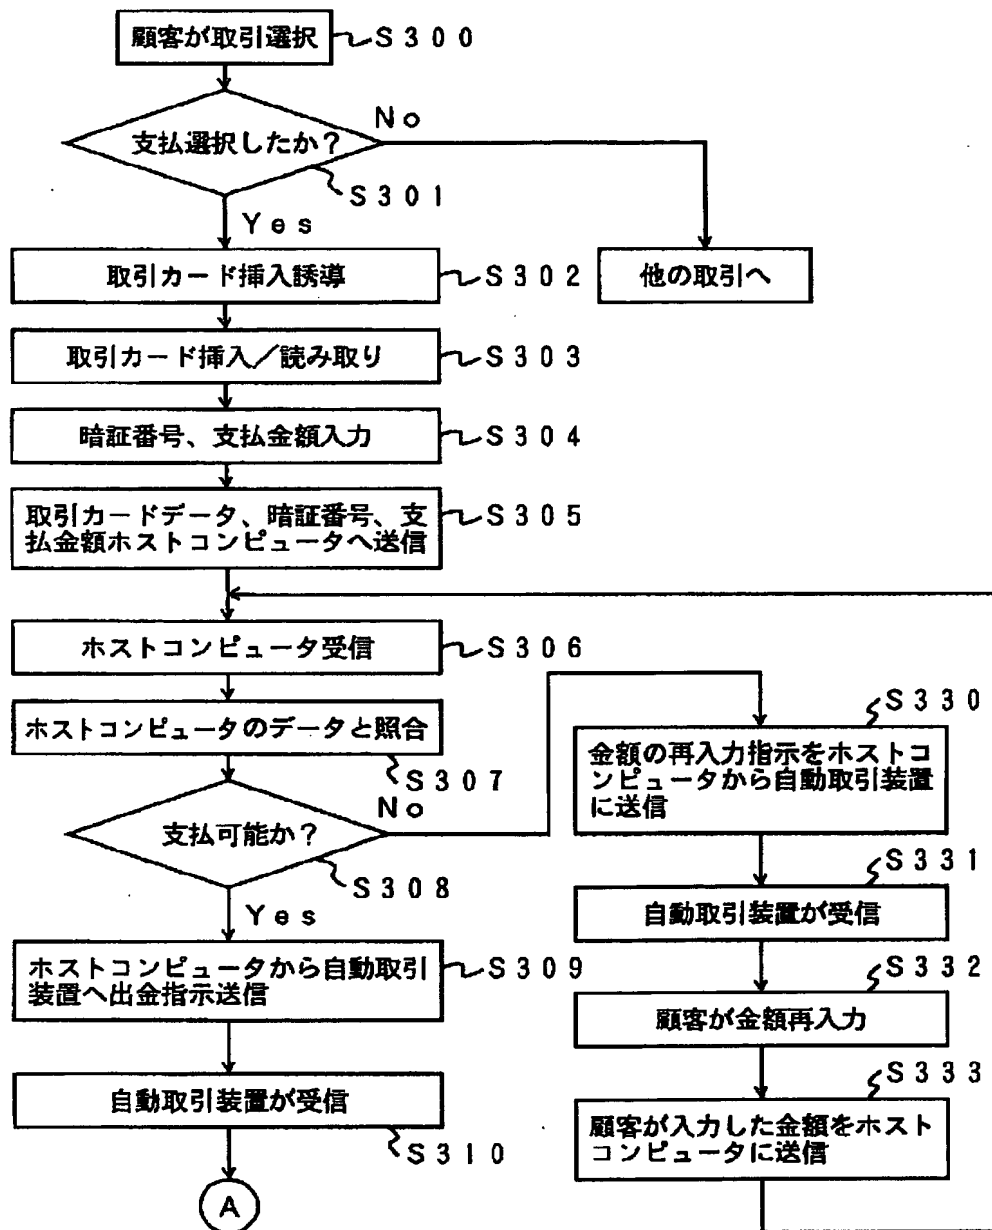 顧客が取引選択
S300
支払選択したか？
No
S301
Yes
取引カード挿入誘導
S302
他の取引へ
取引カード挿入／読み取り
S303
暗証番号、支払金額入力
S304
取引カードデータ、暗証番号、支
払金額ホストコンピュータへ送信
S305
ホストコンピュータ受信
S306
ホストコンピュータのデータと照合
S307
支払可能か？
No
S308
Yes
ホストコンピュータから自動取引
装置へ出金指示送信
S309
自動取引装置が受信
S310
A
S330
金額の再入力指示をホストコ
ンピュータから自動取引装置
に送信
S331
自動取引装置が受信
S332
顧客が金額再入力
S333
顧客が入力した金額をホスト
コンピュータに送信